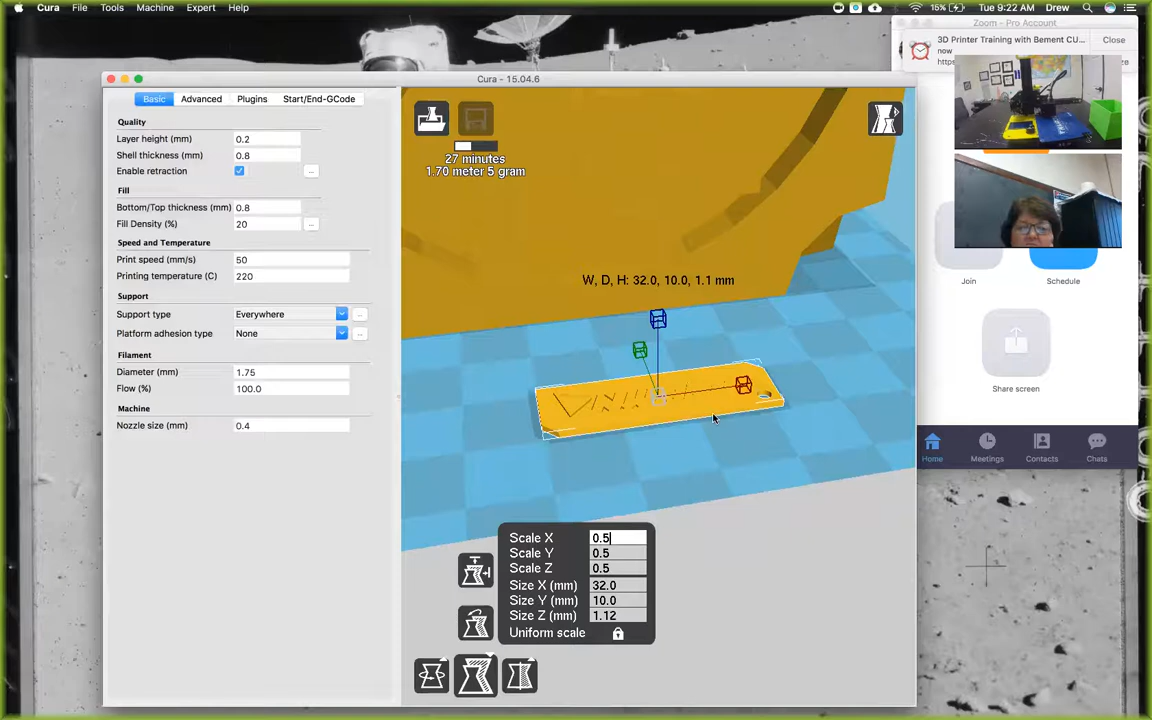 Cura File Tools Machine Expert Help
15% Tue 9:22 AM Drew
Zoom - Pro Account
3D Printer Training with Bement CU...
now
Close
Cura - 15.04.6
Basic Advanced Plugins Start/End-GCode
Quality
Layer height (mm) 0.2
Shell thickness (mm) 0.8
Enable retraction ...
Fill
Bottom/Top thickness (mm) 0.8
Fill Density (%) 20 ...
Speed and Temperature
Print speed (mm/s) 50
Printing temperature (C) 220
Support
Support type Everywhere ...
Platform adhesion type None ...
Filament
Diameter (mm) 1.75
Flow (%) 100.0
Machine
Nozzle size (mm) 0.4
27 minutes
1.70 meter 5 gram
W, D, H: 32.0, 10.0, 1.1 mm
Scale X 0.5
Scale Y 0.5
Scale Z 0.5
Size X (mm) 32.0
Size Y (mm) 10.0
Size Z (mm) 1.12
Uniform scale
Join
Schedule
Share screen
Home Meetings Contacts Chats